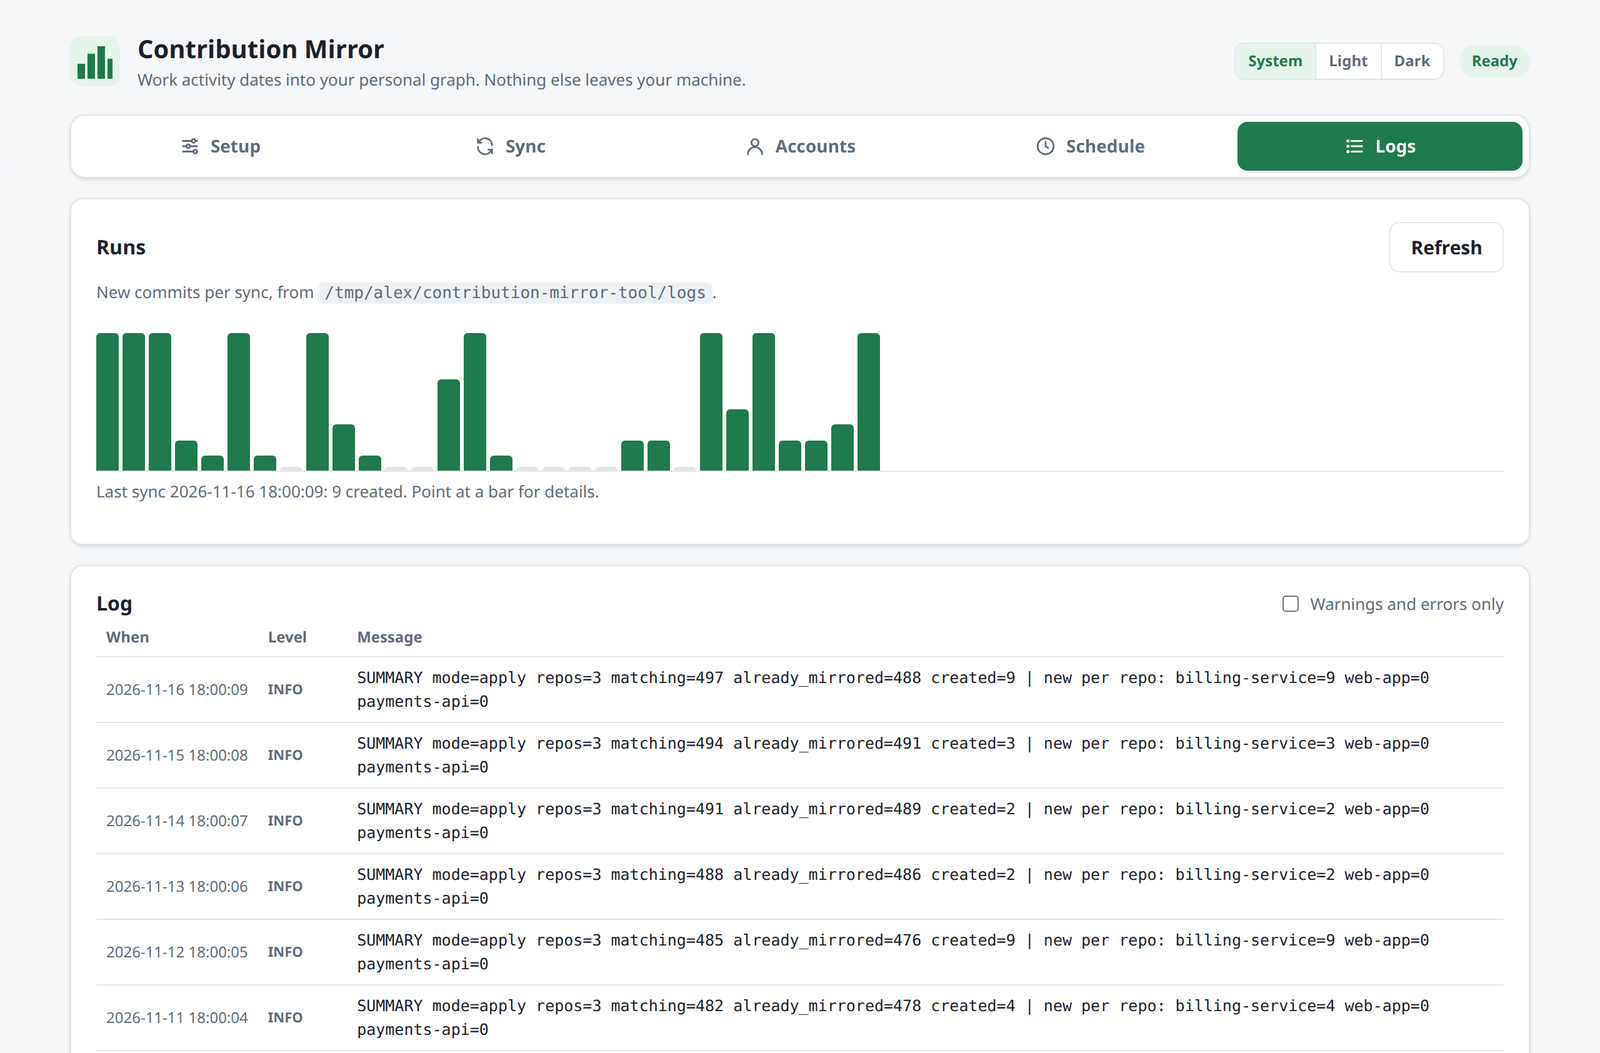 Contribution Mirror
Work activity dates into your personal graph. Nothing else leaves your machine.
System Light Dark Ready
Setup Sync Accounts Schedule Logs
Runs
Refresh
New commits per sync, from /tmp/alex/contribution-mirror-tool/logs.
Last sync 2026-11-16 18:00:09: 9 created. Point at a bar for details.
Log
Warnings and errors only
When Level Message
2026-11-16 18:00:09 INFO SUMMARY mode=apply repos=3 matching=497 already_mirrored=488 created=9 | new per repo: billing-service=9 web-app=0
payments-api=0
2026-11-15 18:00:08 INFO SUMMARY mode=apply repos=3 matching=494 already_mirrored=491 created=3 | new per repo: billing-service=3 web-app=0
payments-api=0
2026-11-14 18:00:07 INFO SUMMARY mode=apply repos=3 matching=491 already_mirrored=489 created=2 | new per repo: billing-service=2 web-app=0
payments-api=0
2026-11-13 18:00:06 INFO SUMMARY mode=apply repos=3 matching=488 already_mirrored=486 created=2 | new per repo: billing-service=2 web-app=0
payments-api=0
2026-11-12 18:00:05 INFO SUMMARY mode=apply repos=3 matching=485 already_mirrored=476 created=9 | new per repo: billing-service=9 web-app=0
payments-api=0
2026-11-11 18:00:04 INFO SUMMARY mode=apply repos=3 matching=482 already_mirrored=478 created=4 | new per repo: billing-service=4 web-app=0
payments-api=0